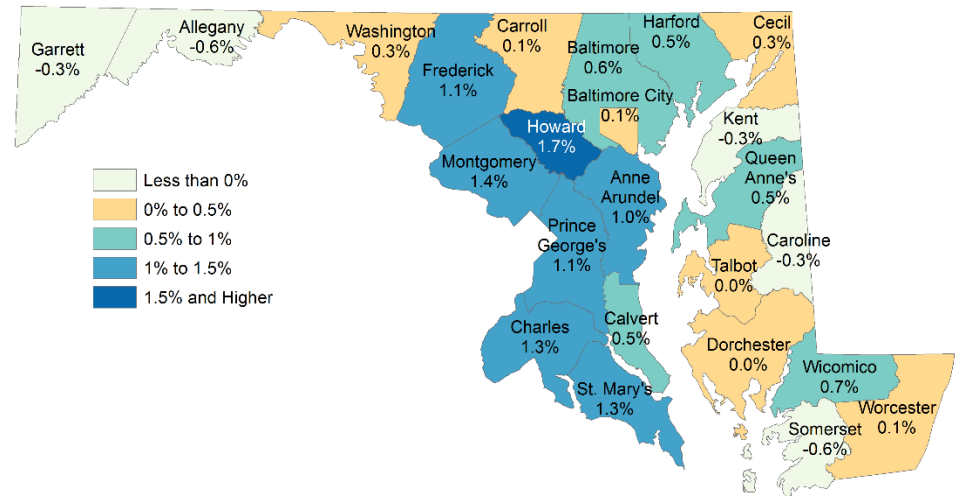 Garrett
-0.3%
Allegany
-0.6%
Washington
0.3%
Frederick
1.1%
Carroll
0.1%
Baltimore
0.6%
Harford
0.5%
Cecil
0.3%
Baltimore City
0.1%
Howard
1.7%
Montgomery
1.4%
Anne
Arundel
1.0%
Kent
-0.3%
Queen
Anne's
0.5%
Prince
George's
1.1%
Caroline
-0.3%
Talbot
0.0%
Charles
1.3%
Calvert
0.5%
St. Mary's
1.3%
Dorchester
0.0%
Wicomico
0.7%
Somerset
-0.6%
Worcester
0.1%
Less than 0%
0% to 0.5%
0.5% to 1%
1% to 1.5%
1.5% and Higher